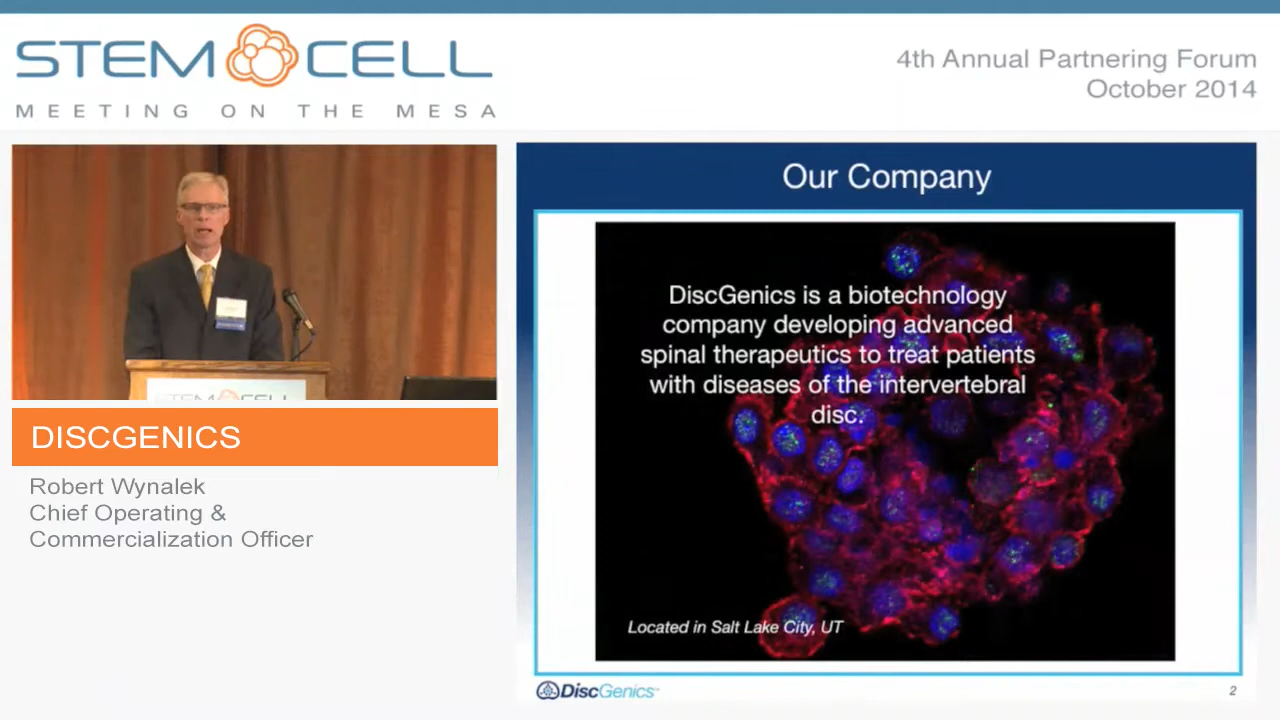 STEM CELL
MEETING ON THE MESA
4th Annual Partnering Forum
October 2014
Our Company
DiscGenics is a biotechnology
company developing advanced
spinal therapeutics to treat patients
with diseases of the intervertebral
disc.
Located in Salt Lake City, UT
DiscGenics
2
STEM CELL
DISCGENICS
Robert Wynalek
Chief Operating &
Commercialization Officer